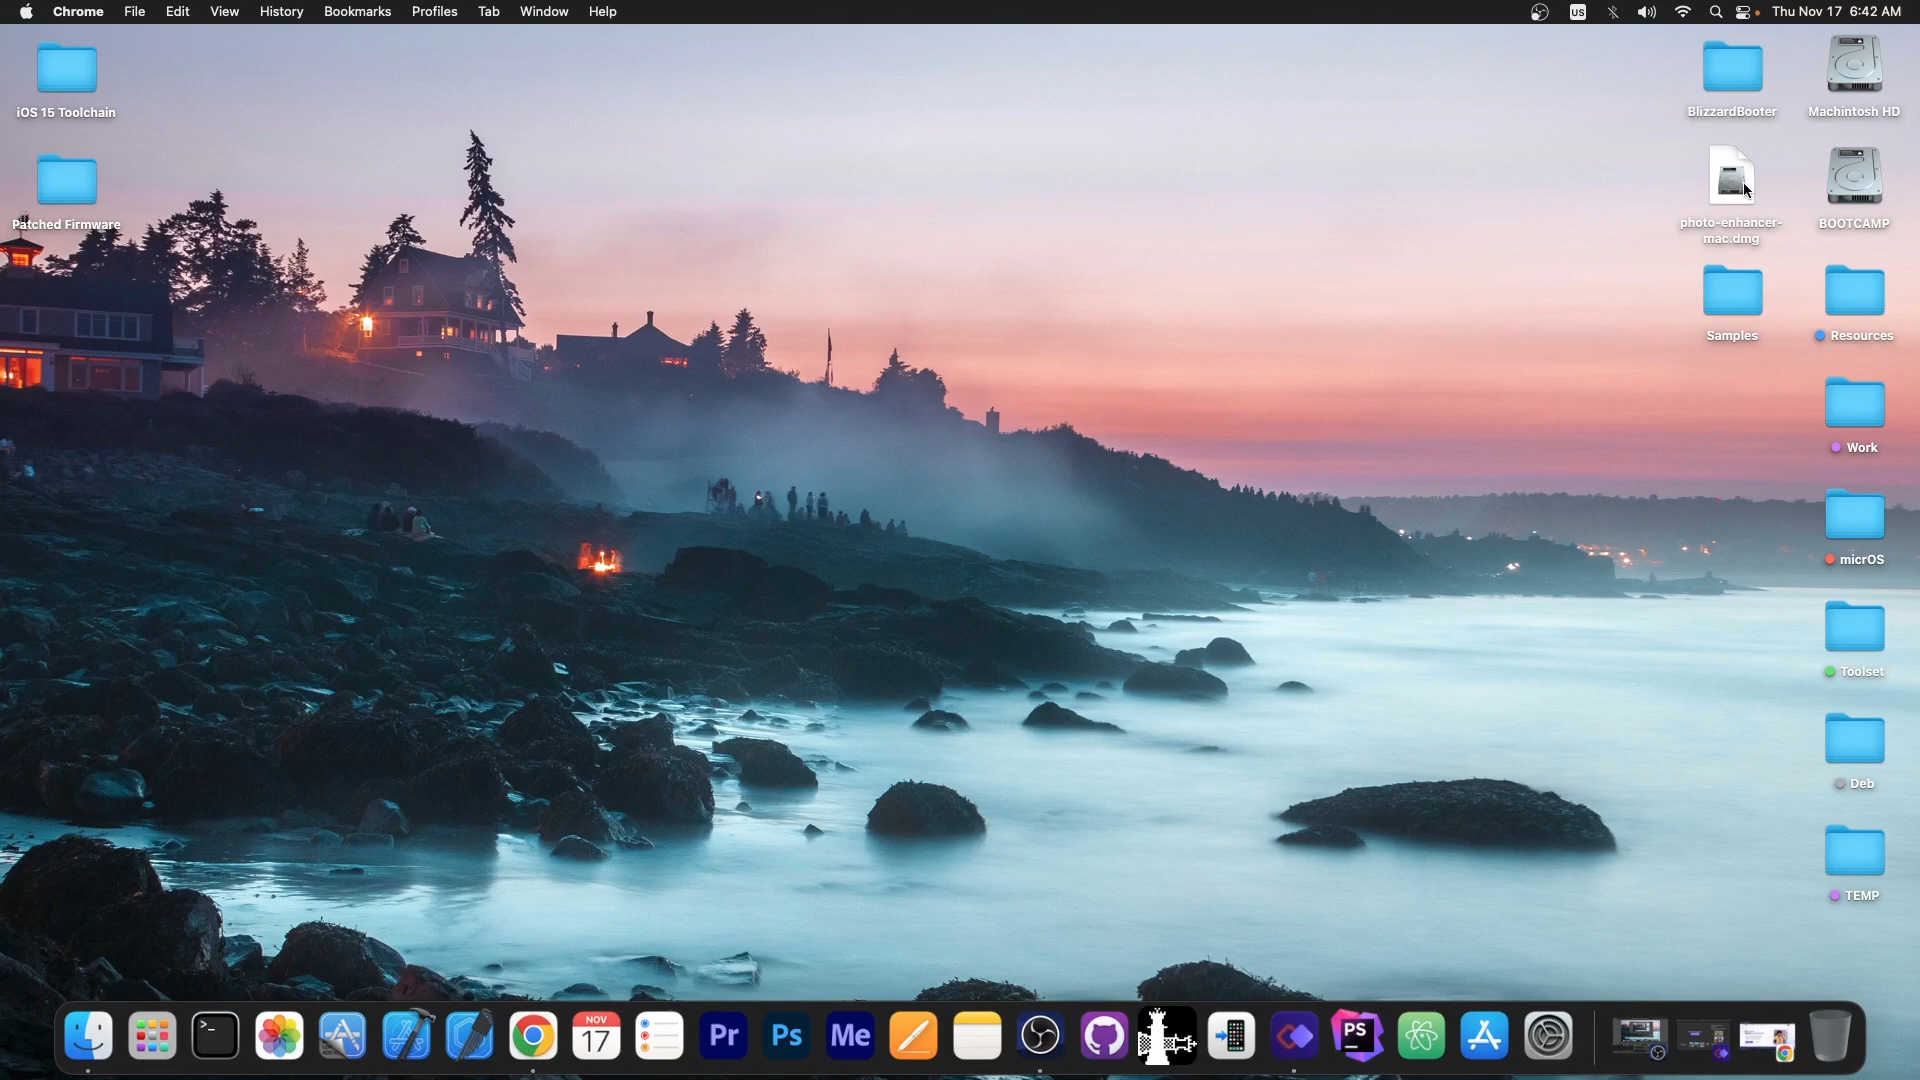 Chrome File Edit View History Bookmarks Profiles Tab Window Help
US Thu Nov 17 6:42 AM
iOS 15 Toolchain
Patched Firmware
BlizzardBooter
Machintosh HD
photo-enhancer-
mac.dmg
BOOTCAMP
Samples
Resources
Work
micrOS
Toolset
Deb
TEMP
>_
NOV
17
Pr
Ps
Me
PS